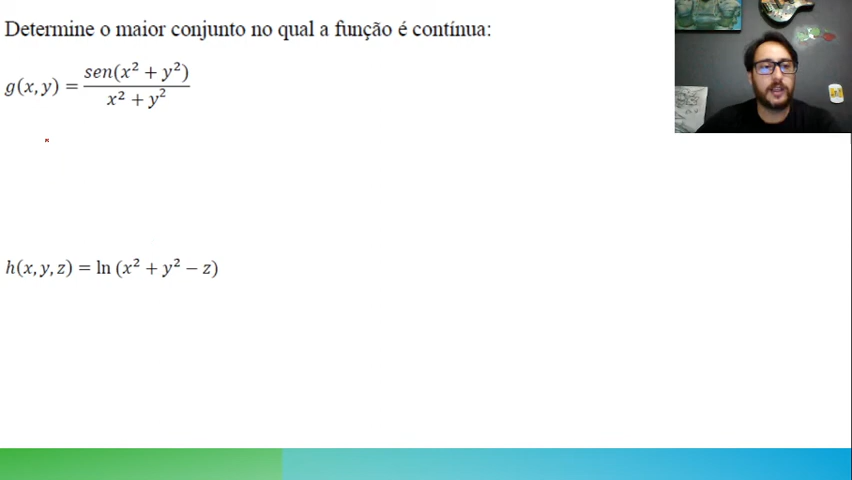 Determine o maior conjunto no qual a função é contínua:
g(x, y) = sen(x² + y²) / x² + y²
h(x, y, z) = ln (x² + y² − z)